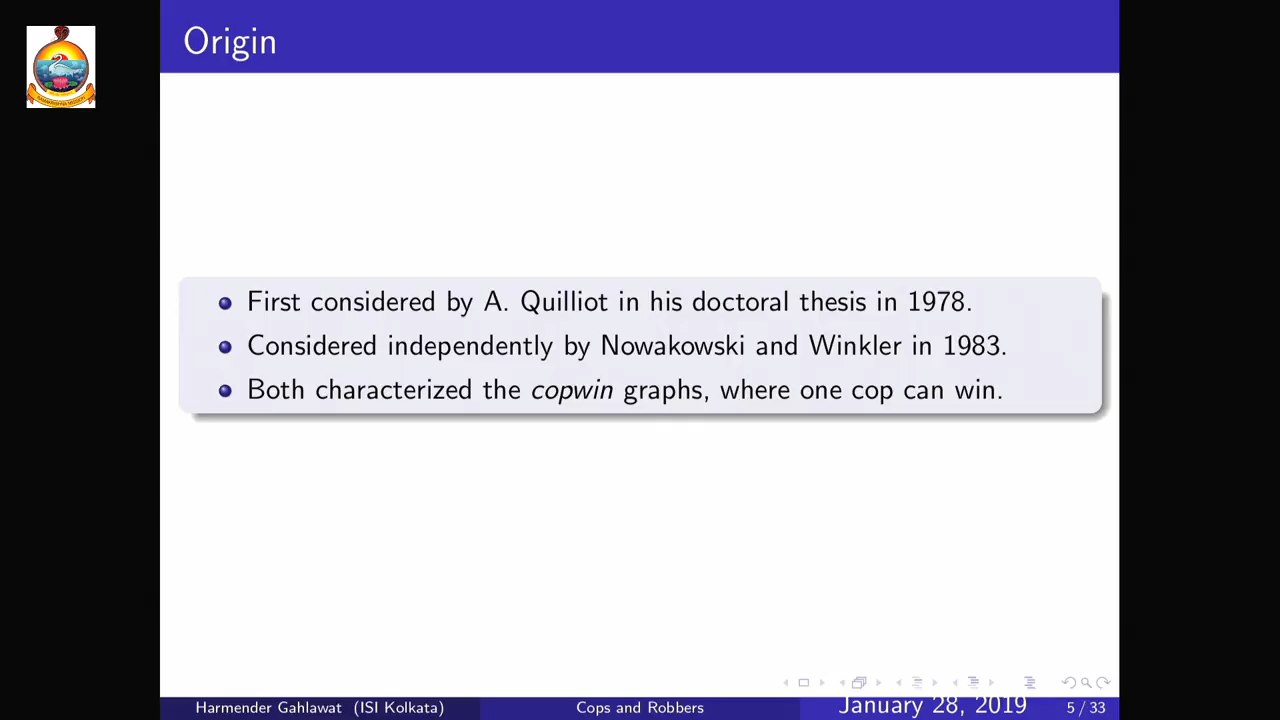 Origin
First considered by A. Quilliot in his doctoral thesis in 1978.
Considered independently by Nowakowski and Winkler in 1983.
Both characterized the copwin graphs, where one cop can win.
Harmender Gahlawat (ISI Kolkata)
Cops and Robbers
January 28, 2019
5 / 33